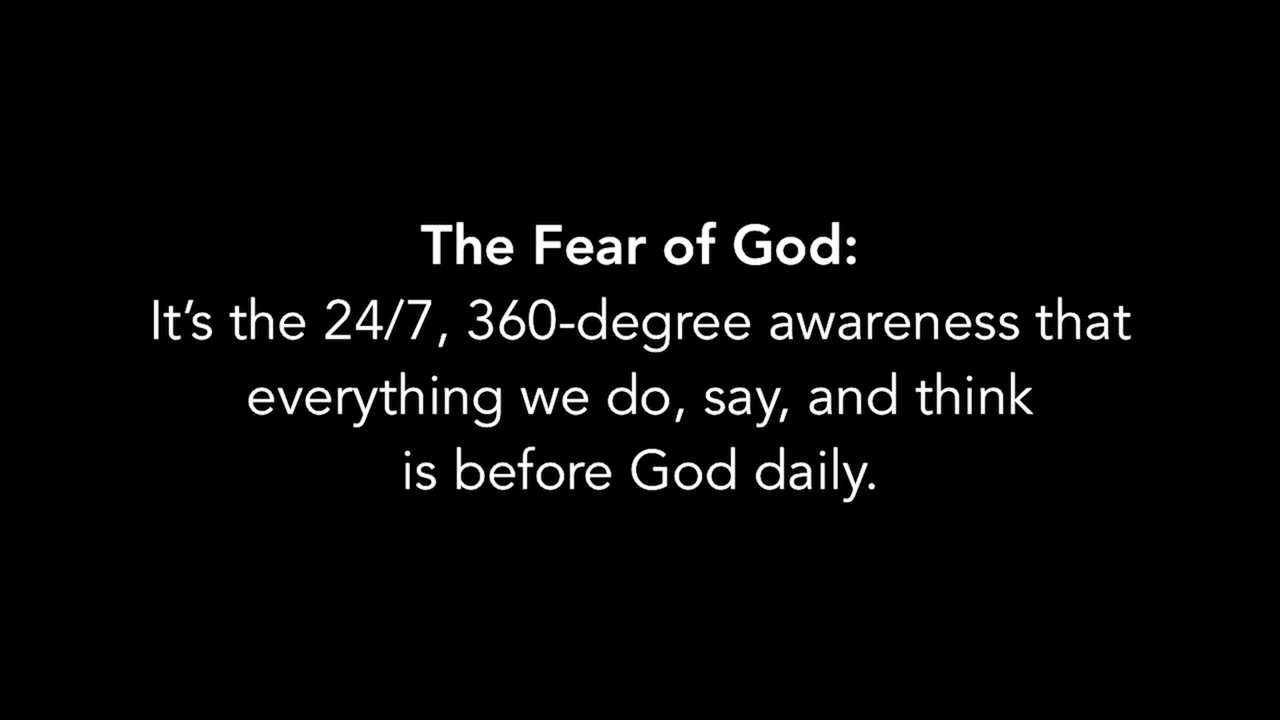 The Fear of God:
It’s the 24/7, 360-degree awareness that
everything we do, say, and think
is before God daily.